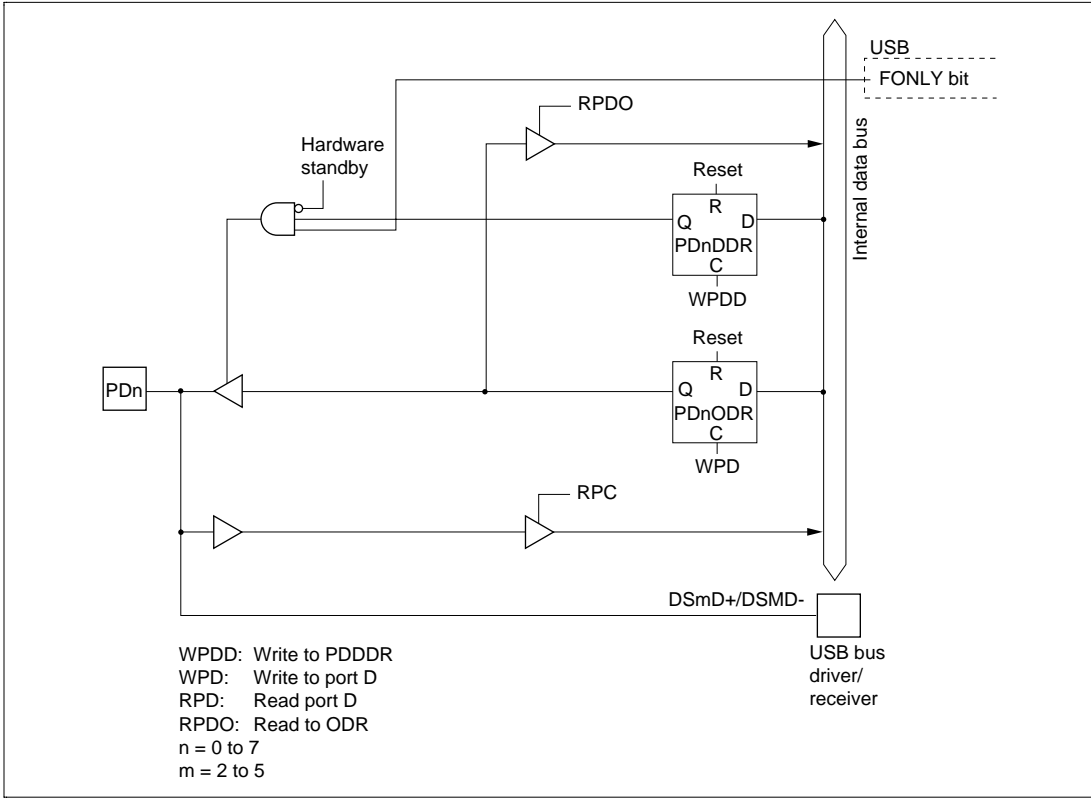 USB
FONLY bit
RPDO
Hardware
standby
Internal data bus
Reset
R
Q D
PDnDDR
C
WPDD
Reset
R
PDn
Q D
PDnODR
C
WPD
RPC
DSmD+/DSMD-
USB bus
driver/
receiver
WPDD: Write to PDDDR
WPD: Write to port D
RPD: Read port D
RPDO: Read to ODR
n = 0 to 7
m = 2 to 5